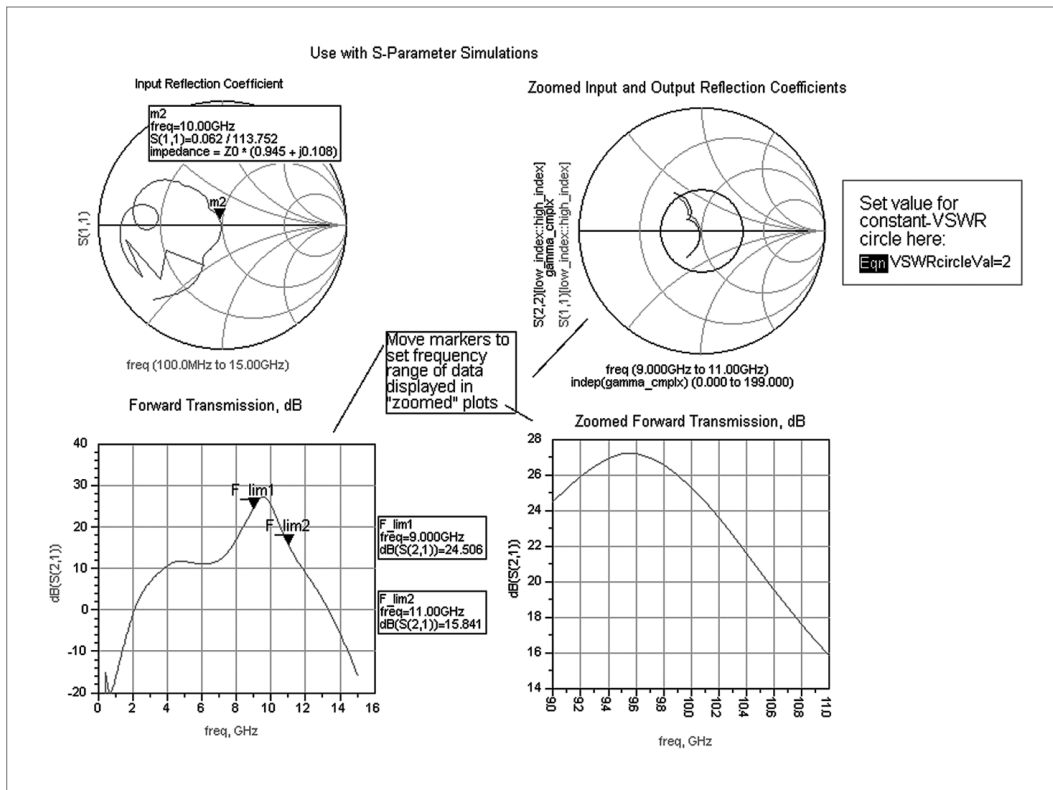 Use with S-Parameter Simulations
Input Reflection Coefficient
m2
freq=10.00GHz
S(1,1)=0.062 / 113.752
impedance = Z0 * (0.945 + j0.108)
m2
S(1,1)
freq (100.0MHz to 15.00GHz)
Zoomed Input and Output Reflection Coefficients
S(2,2)[low_index::high_index]
gamma_cmplx
S(1,1)[low_index::high_index]
freq (9.000GHz to 11.00GHz)
indep(gamma_cmplx) (0.000 to 199.000)
Set value for
constant-VSWR
circle here:
Eqn VSWRcircleVal=2
Move markers to
set frequency
range of data
displayed in
"zoomed" plots
Forward Transmission, dB
40
30
20
10
0
-10
-20
dB(S(2,1))
F_lim1
F_lim2
0 2 4 6 8 10 12 14 16
freq, GHz
F_lim1
freq=9.000GHz
dB(S(2,1))=24.506
F_lim2
freq=11.00GHz
dB(S(2,1))=15.841
Zoomed Forward Transmission, dB
28
26
24
22
20
18
16
14
dB(S(2,1))
9.0 9.2 9.4 9.6 9.8 10.0 10.2 10.4 10.6 10.8 11.0
freq, GHz